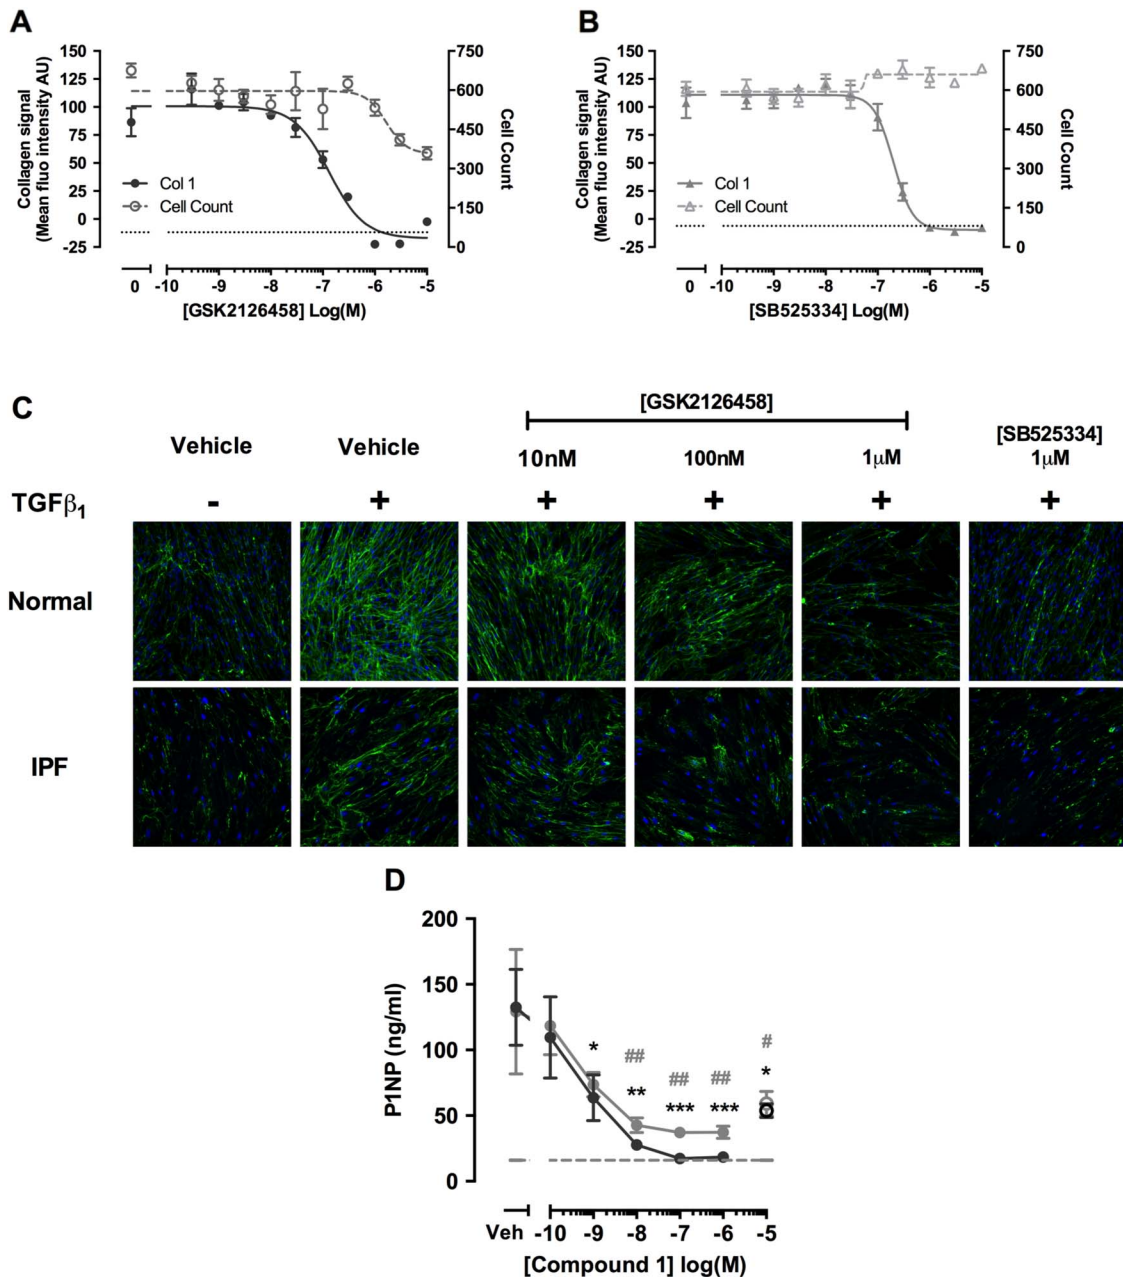 A
Collagen signal
(Mean fluo intensity AU)
150
125
100
75
50
25
0
-25
750
600
450
300
150
0
Cell Count
Col 1
Cell Count
0 -10 -9 -8 -7 -6 -5
[GSK2126458] Log(M)
B
Collagen signal
(Mean fluo intensity AU)
150
125
100
75
50
25
0
-25
750
600
450
300
150
0
Cell Count
Col 1
Cell Count
0 -10 -9 -8 -7 -6 -5
[SB525334] Log(M)
C
[GSK2126458]
Vehicle Vehicle 10nM 100nM 1μM
[SB525334]
1μM
TGFβ1 - + + + + +
Normal
IPF
D
P1NP (ng/ml)
200
150
100
50
0
* ## ## ## #
** *** *** *
Veh -10 -9 -8 -7 -6 -5
[Compound 1] log(M)